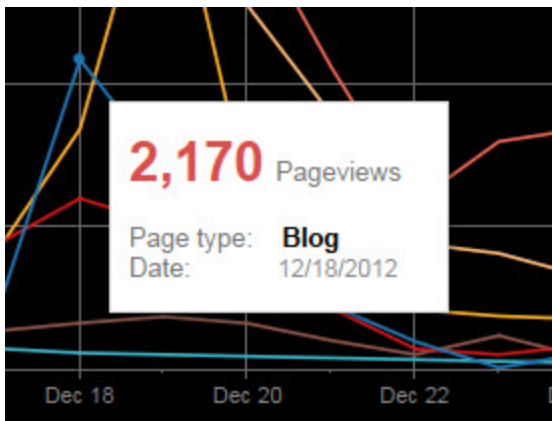 2,170 Pageviews
Page type: Blog
Date: 12/18/2012
Dec 18 Dec 20 Dec 22